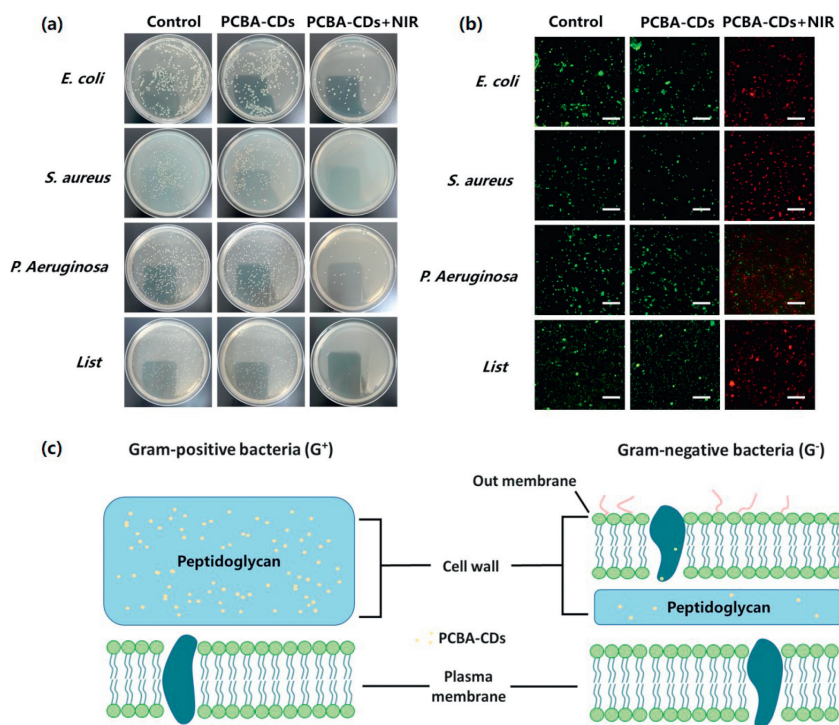 (a)
Control
PCBA-CDs
PCBA-CDs+NIR
E. coli
S. aureus
P. Aeruginosa
List
(b)
Control
PCBA-CDs
PCBA-CDs+NIR
E. coli
S. aureus
P. Aeruginosa
List
(c)
Gram-positive bacteria (G⁺)
Gram-negative bacteria (G⁻)
Out membrane
Peptidoglycan
Cell wall
Peptidoglycan
PCBA-CDs
Plasma
membrane